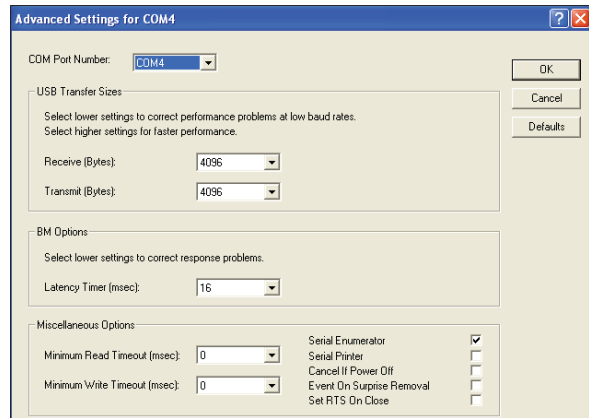 Advanced Settings for COM4
COM Port Number: COM4
OK
USB Transfer Sizes
Cancel
Select lower settings to correct performance problems at low baud rates.
Select higher settings for faster performance.
Defaults
Receive (Bytes): 4096
Transmit (Bytes): 4096
BM Options
Select lower settings to correct response problems.
Latency Timer (msec): 16
Miscellaneous Options
Minimum Read Timeout (msec): 0
Minimum Write Timeout (msec): 0
Serial Enumerator
Serial Printer
Cancel If Power Off
Event On Surprise Removal
Set RTS On Close